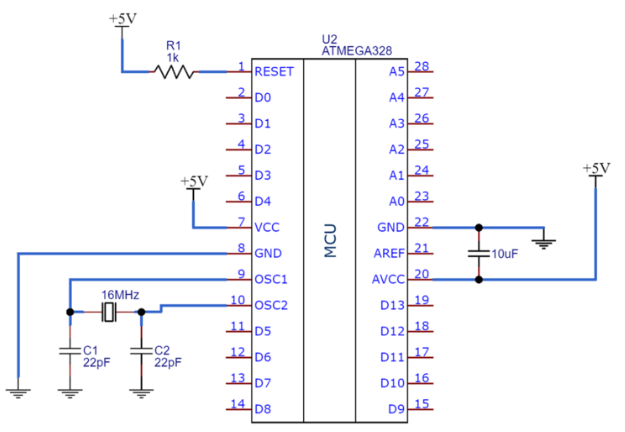 +5V
R1
1k
U2
ATMEGA328
1 RESET
2 D0
3 D1
4 D2
5 D3
6 D4
+5V
7 VCC
8 GND
9 OSC1
16MHz
10 OSC2
11 D5
C1
22pF
C2
22pF
12 D6
13 D7
14 D8
MCU
A5 28
A4 27
A3 26
A2 25
A1 24
+5V
A0 23
GND 22
AREF 21
10uF
AVCC 20
D13 19
D12 18
D11 17
D10 16
D9 15